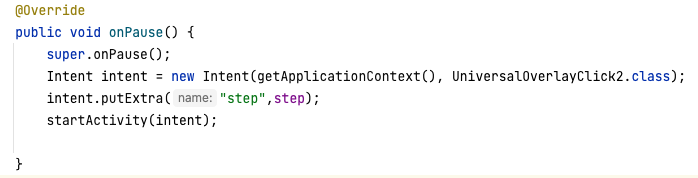 @Override
public void onPause() {
super.onPause();
Intent intent = new Intent(getApplicationContext(), UniversalOverlayClick2.class);
intent.putExtra( name: "step",step);
startActivity(intent);
}